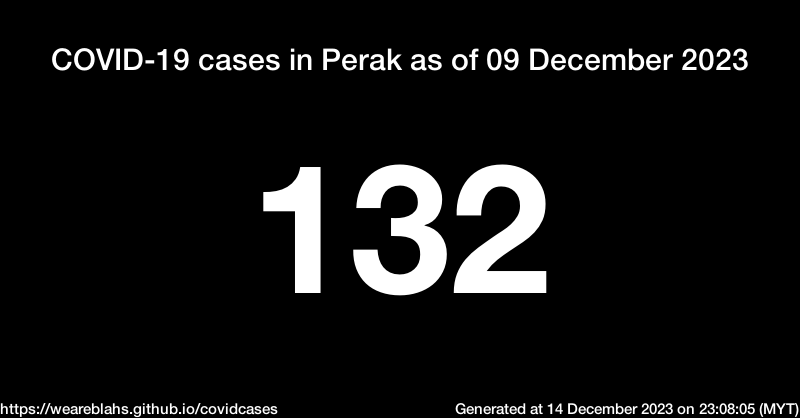 COVID-19 cases in Perak as of 09 December 2023
132
https://weareblahs.github.io/covidcases
Generated at 14 December 2023 on 23:08:05 (MYT)